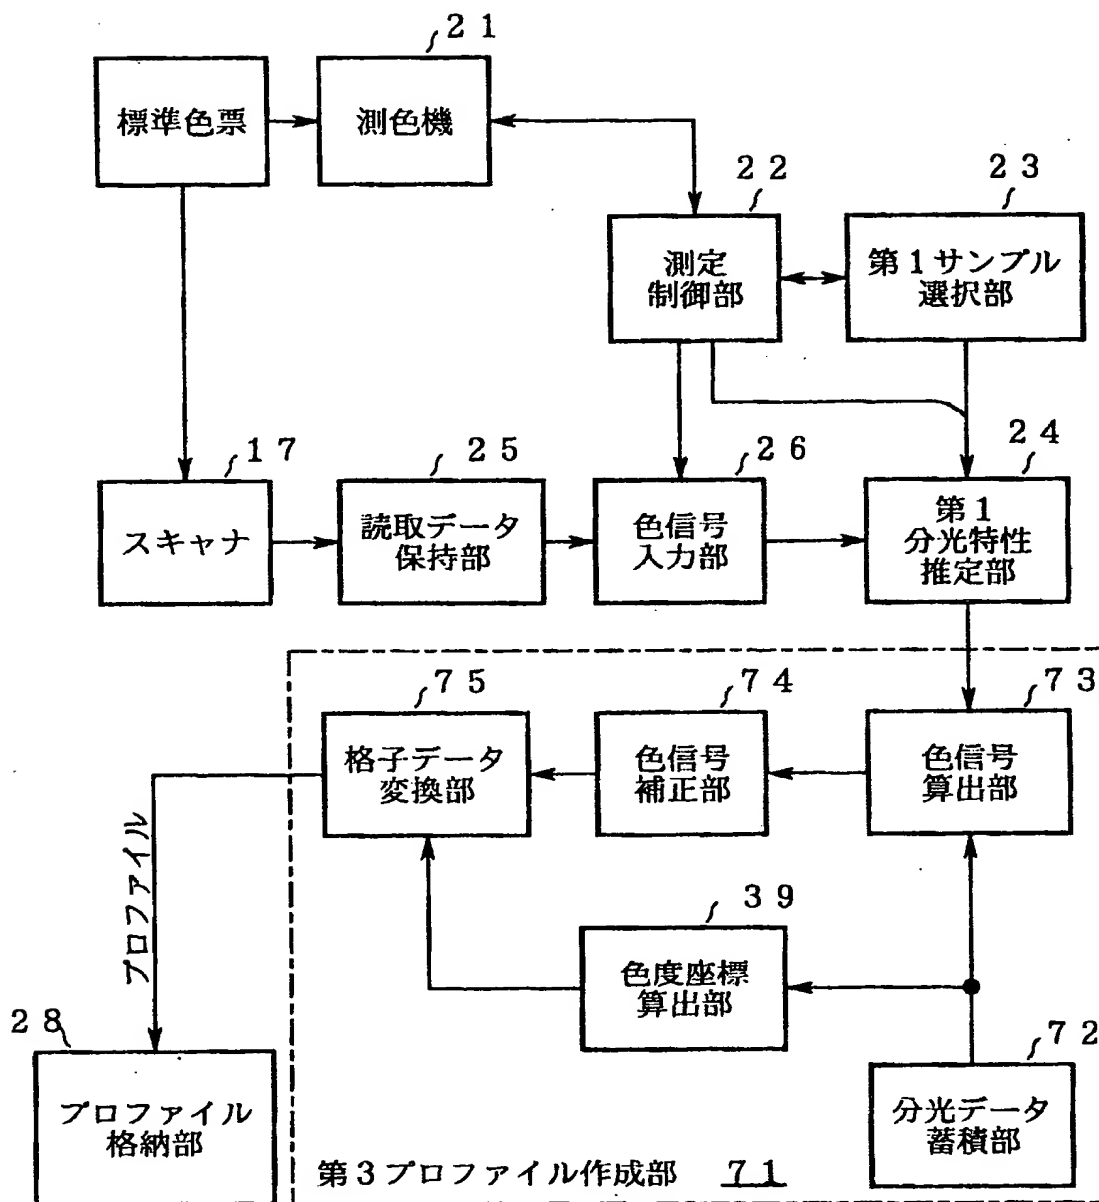 ２１
標準色票
測色機
２２
２３
測定
制御部
第１サンプル
選択部
１７
２５
２６
２４
スキャナ
読取データ
保持部
色信号
入力部
第１
分光特性
推定部
７５
７４
７３
格子データ
変換部
色信号
補正部
色信号
算出部
プロファイル
３９
色度座標
算出部
２８
７２
プロファイル
格納部
分光データ
蓄積部
第３プロファイル作成部 ７１